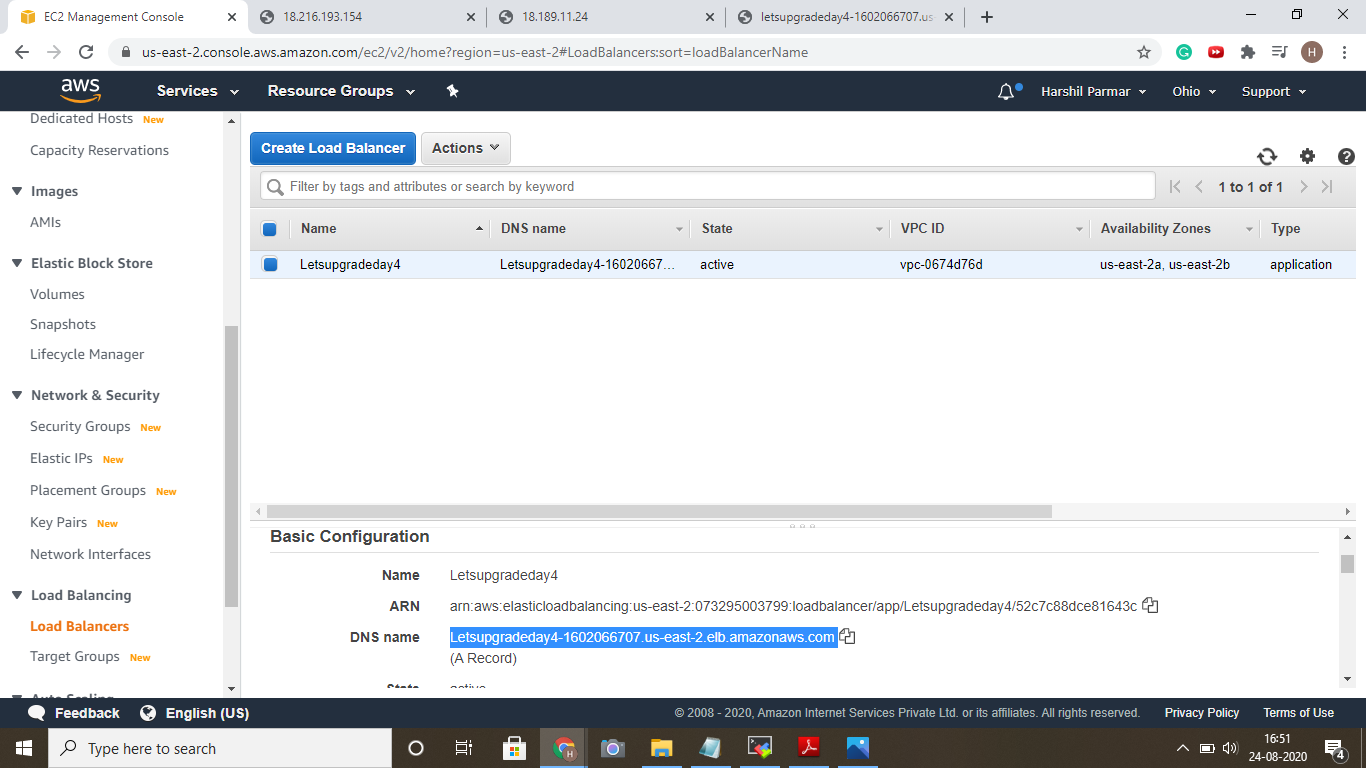 EC2 Management Console
18.216.193.154
18.189.11.24
letsupgradeday4-1602066707.us
us-east-2.console.aws.amazon.com/ec2/v2/home?region=us-east-2#LoadBalancers:sort=loadBalancerName
H
aws
Services
Resource Groups
Harshil Parmar
Ohio
Support
Dedicated Hosts New
Capacity Reservations
Images
AMIs
Elastic Block Store
Volumes
Snapshots
Lifecycle Manager
Network & Security
Security Groups New
Elastic IPs New
Placement Groups New
Key Pairs New
Network Interfaces
Load Balancing
Load Balancers
Target Groups New
Auto Scaling
Create Load Balancer
Actions
Filter by tags and attributes or search by keyword
1 to 1 of 1
Name DNS name State VPC ID Availability Zones Type
Letsupgradeday4 Letsupgradeday4-16020667... active vpc-0674d76d us-east-2a, us-east-2b application
Basic Configuration
Name Letsupgradeday4
ARN arn:aws:elasticloadbalancing:us-east-2:073295003799:loadbalancer/app/Letsupgradeday4/52c7c88dce81643c
DNS name Letsupgradeday4-1602066707.us-east-2.elb.amazonaws.com
(A Record)
State active
Feedback
English (US)
© 2008 - 2020, Amazon Internet Services Private Ltd. or its affiliates. All rights reserved.
Privacy Policy
Terms of Use
Type here to search
H
16:51
24-08-2020
4